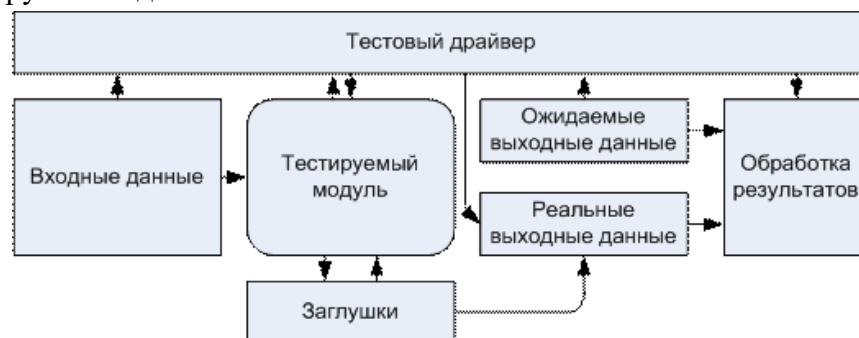 Тестовый драйвер
Входные данные
Тестируемый
модуль
Ожидаемые
выходные данные
Реальные
выходные данные
Обработка
результатов
Заглушки